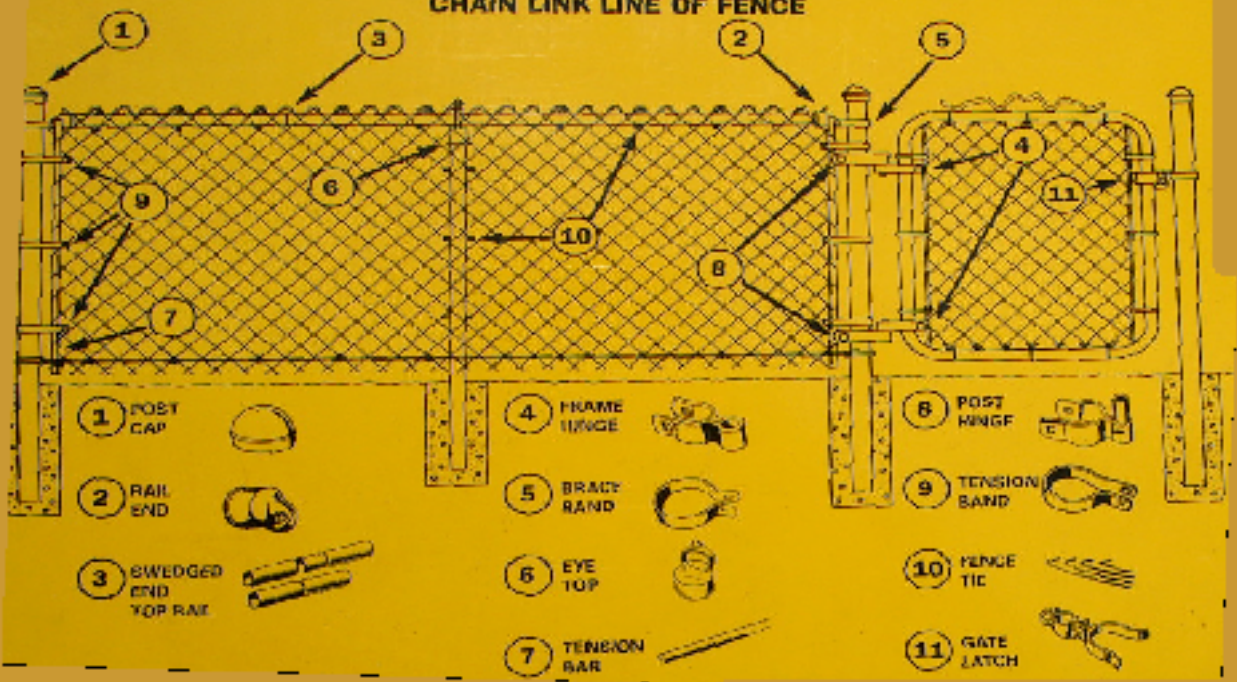 CHAIN LINK LINE OF FENCE
1
3
2
5
4
6
11
9
10
8
7
1 POST
CAP
2 RAIL
END
3 SWEDGED
END
TOP RAIL
4 FRAME
HINGE
5 BRACE
BAND
6 EYE
TOP
7 TENSION
BAR
8 POST
HINGE
9 TENSION
BAND
10 FENCE
TIE
11 GATE
LATCH